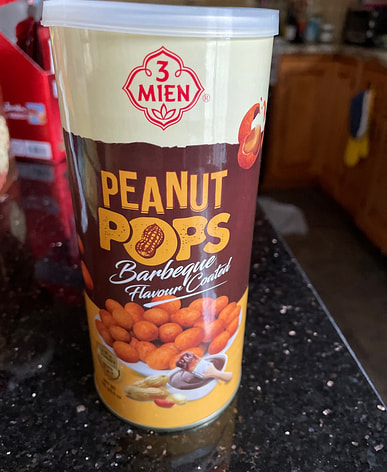 3
MIEN®
PEANUT
POPS
Barbeque
Flavour Coated